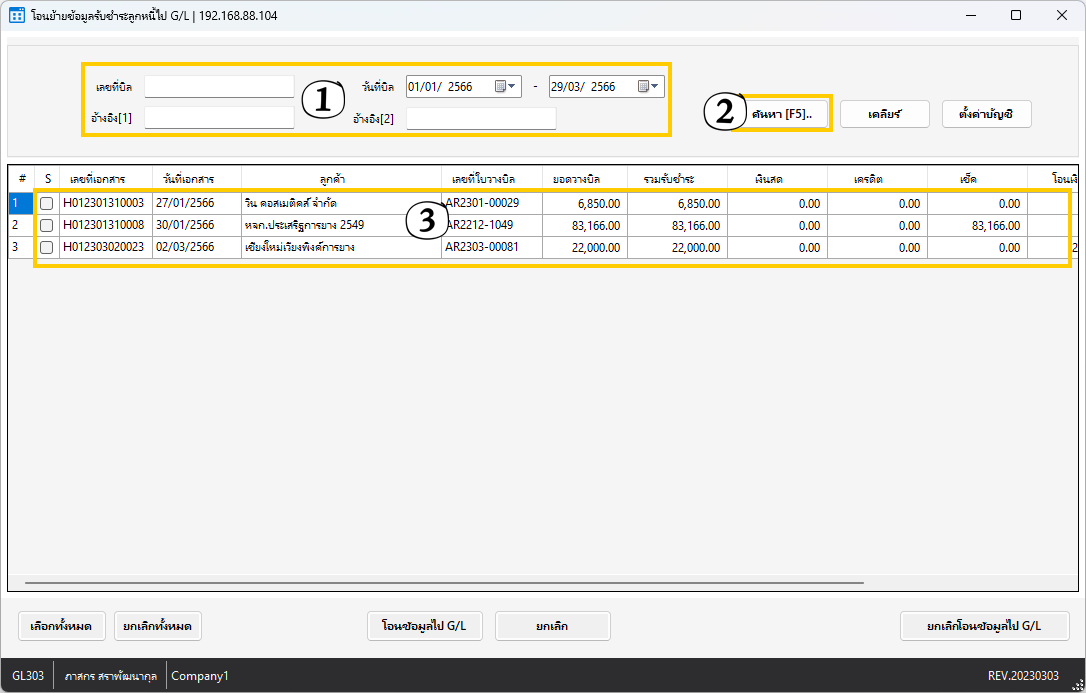 โอนย้ายข้อมูลรับชำระลูกหนี้ไป G/L | 192.168.88.104
เลขที่บิล 1 วันที่บิล 01/01/ 2566 - 29/03/ 2566
อ้างอิง[1] อ้างอิง[2]
2 ค้นหา [F5].. เคลียร์ ตั้งค่าบัญชี
# S เลขที่เอกสาร วันที่เอกสาร ลูกค้า เลขที่ใบวางบิล ยอดวางบิล รวมรับชำระ เงินสด เครดิต เช็ค โอนเงิ
1 H012301310003 27/01/2566 วิน คอสเมติคส์ จำกัด AR2301-00029 6,850.00 6,850.00 0.00 0.00 0.00
2 H012301310008 30/01/2566 หจก.ประเสริฐการยาง 2549 3 AR2212-1049 83,166.00 83,166.00 0.00 0.00 83,166.00
3 H012303020023 02/03/2566 เชียงใหม่เวียงพิงค์การยาง AR2303-00081 22,000.00 22,000.00 0.00 0.00 0.00 2
เลือกทั้งหมด ยกเลิกทั้งหมด โอนข้อมูลไป G/L ยกเลิก ยกเลิกโอนข้อมูลไป G/L
GL303 ภาสกร สราพัฒนากุล Company1 REV.20230303